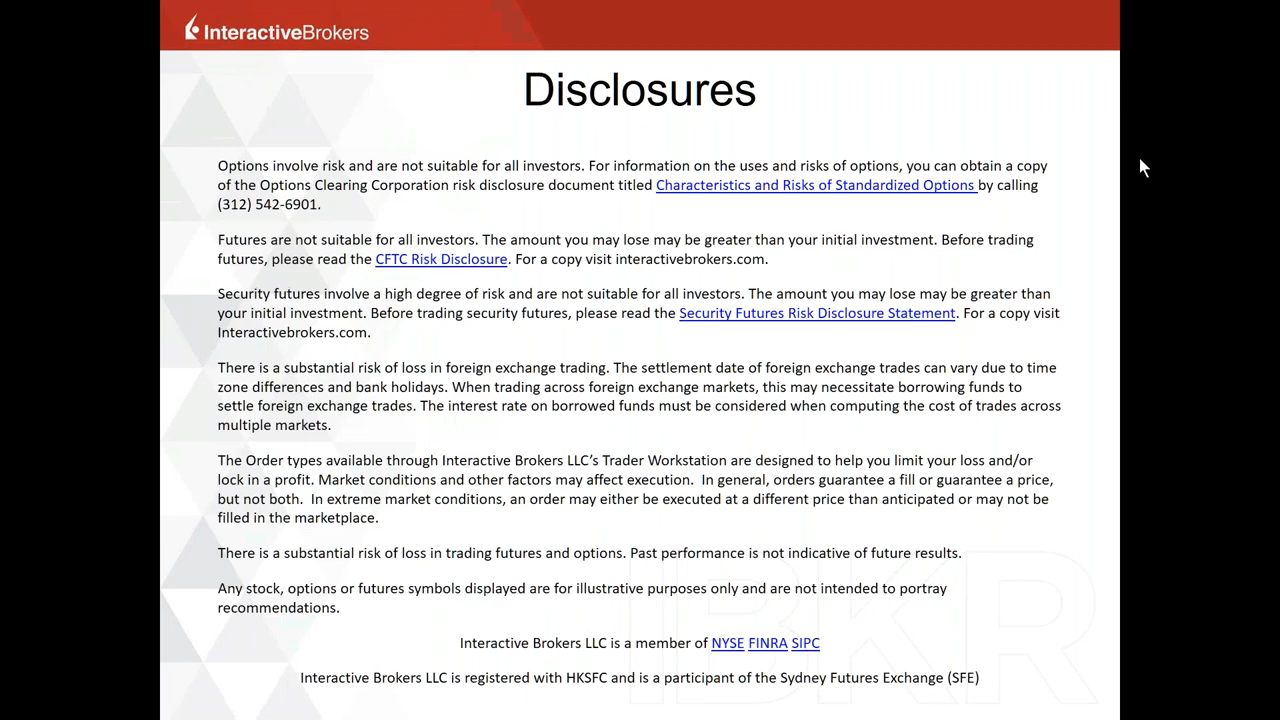 InteractiveBrokers
Disclosures
Options involve risk and are not suitable for all investors. For information on the uses and risks of options, you can obtain a copy
of the Options Clearing Corporation risk disclosure document titled Characteristics and Risks of Standardized Options by calling
(312) 542-6901.
Futures are not suitable for all investors. The amount you may lose may be greater than your initial investment. Before trading
futures, please read the CFTC Risk Disclosure. For a copy visit interactivebrokers.com.
Security futures involve a high degree of risk and are not suitable for all investors. The amount you may lose may be greater than
your initial investment. Before trading security futures, please read the Security Futures Risk Disclosure Statement. For a copy visit
Interactivebrokers.com.
There is a substantial risk of loss in foreign exchange trading. The settlement date of foreign exchange trades can vary due to time
zone differences and bank holidays. When trading across foreign exchange markets, this may necessitate borrowing funds to
settle foreign exchange trades. The interest rate on borrowed funds must be considered when computing the cost of trades across
multiple markets.
The Order types available through Interactive Brokers LLC’s Trader Workstation are designed to help you limit your loss and/or
lock in a profit. Market conditions and other factors may affect execution.  In general, orders guarantee a fill or guarantee a price,
but not both.  In extreme market conditions, an order may either be executed at a different price than anticipated or may not be
filled in the marketplace.
There is a substantial risk of loss in trading futures and options. Past performance is not indicative of future results.
Any stock, options or futures symbols displayed are for illustrative purposes only and are not intended to portray
recommendations.
Interactive Brokers LLC is a member of NYSE FINRA SIPC
Interactive Brokers LLC is registered with HKSFC and is a participant of the Sydney Futures Exchange (SFE)
IBKR